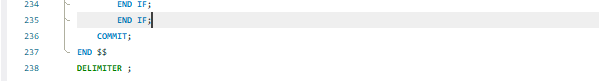 234 END IF;
235 END IF;
236 COMMIT;
237 END $$
238 DELIMITER ;